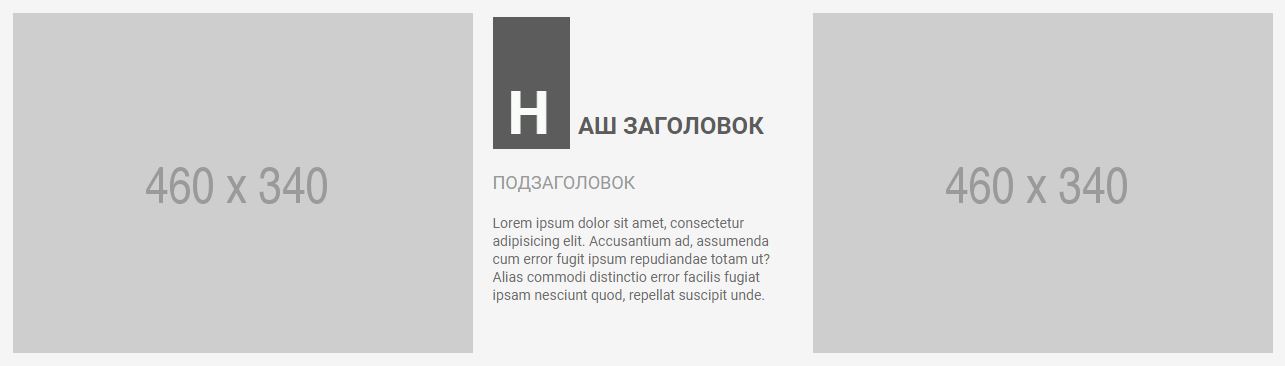 460 x 340
НАШ ЗАГОЛОВОК
ПОДЗАГОЛОВОК
Lorem ipsum dolor sit amet, consectetur
adipisicing elit. Accusantium ad, assumenda
cum error fugit ipsum repudiandae totam ut?
Alias commodi distinctio error facilis fugiat
ipsam nesciunt quod, repellat suscipit unde.
460 x 340